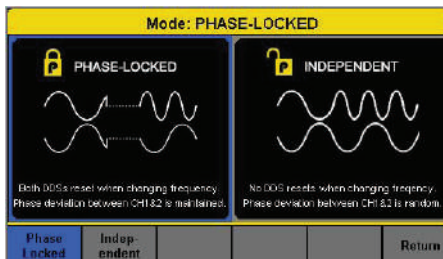 Mode: PHASE-LOCKED
P PHASE-LOCKED
Both DDSs reset when changing frequency.
Phase deviation between CH1&2 is maintained.
P INDEPENDENT
No DDS resets when changing freqency.
Phase deviation between CH1&2 is random.
Phase
Locked
Indep-
endent
Return